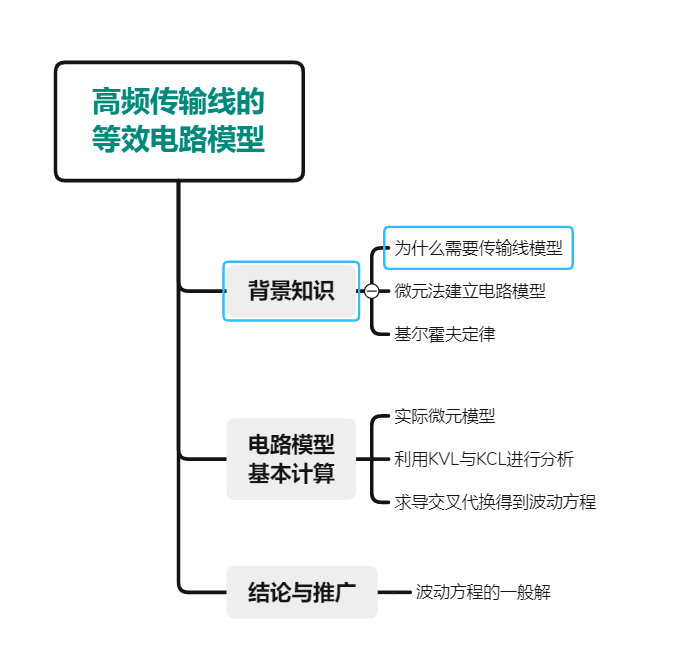 高频传输线的
等效电路模型
背景知识
为什么需要传输线模型
微元法建立电路模型
基尔霍夫定律
电路模型
基本计算
实际微元模型
利用KVL与KCL进行分析
求导交叉代换得到波动方程
结论与推广
波动方程的一般解